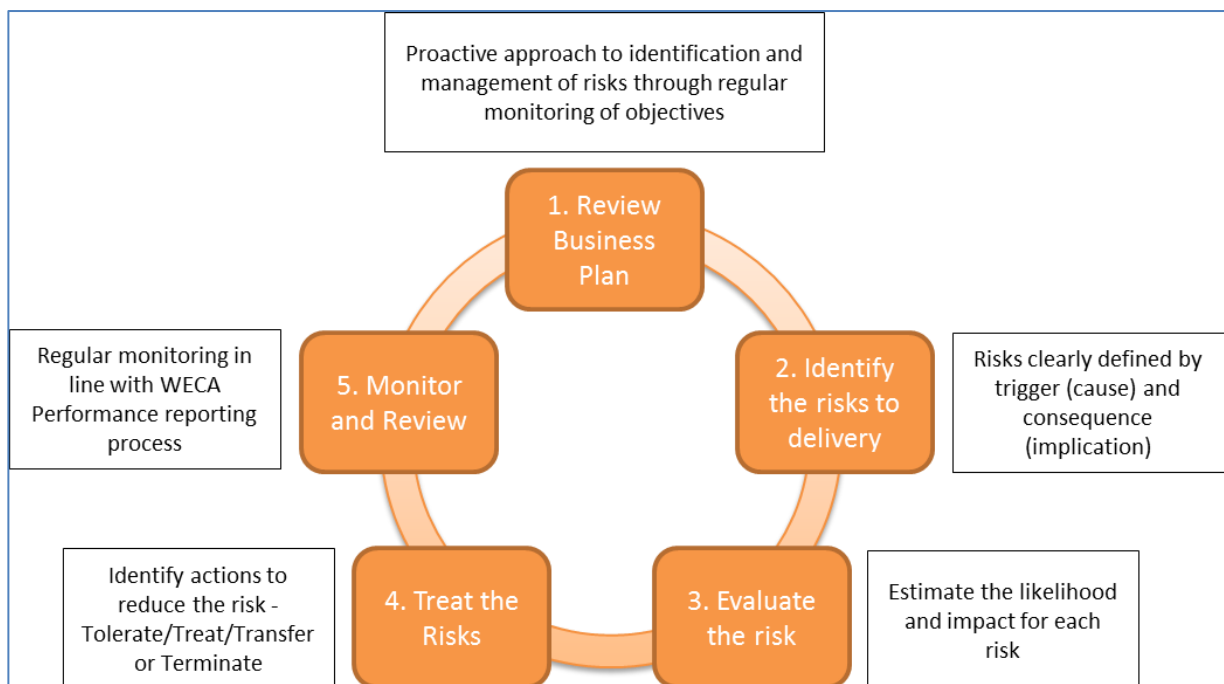 Proactive approach to identification and
management of risks through regular
monitoring of objectives
1. Review
Business
Plan
2. Identify
the risks to
delivery
Risks clearly defined by
trigger (cause) and
consequence
(implication)
3. Evaluate
the risk
Estimate the likelihood
and impact for each
risk
4. Treat the
Risks
Identify actions to
reduce the risk -
Tolerate/Treat/Transfer
or Terminate
5. Monitor
and Review
Regular monitoring in
line with WECA
Performance reporting
process